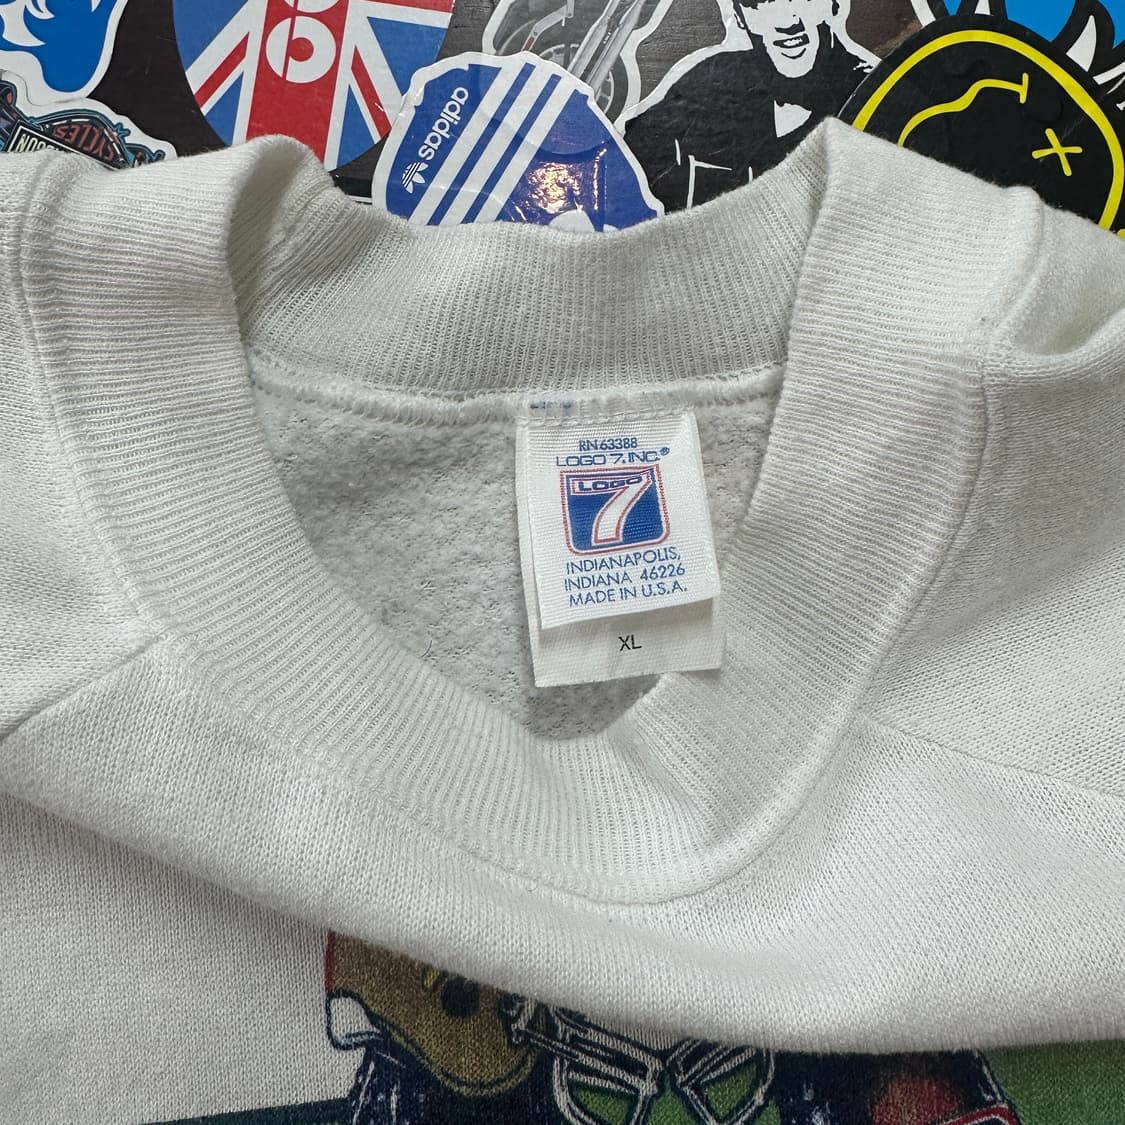 adidas
RN 63388
LOGO 7, INC.®
LOGO
7
INDIANAPOLIS,
INDIANA 46226
MADE IN U.S.A.
XL